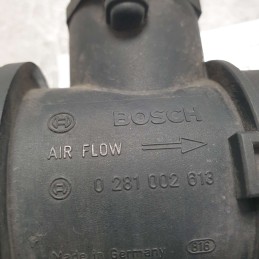 BOSCH
AIR FLOW
0 281 002 613
Made in Germany